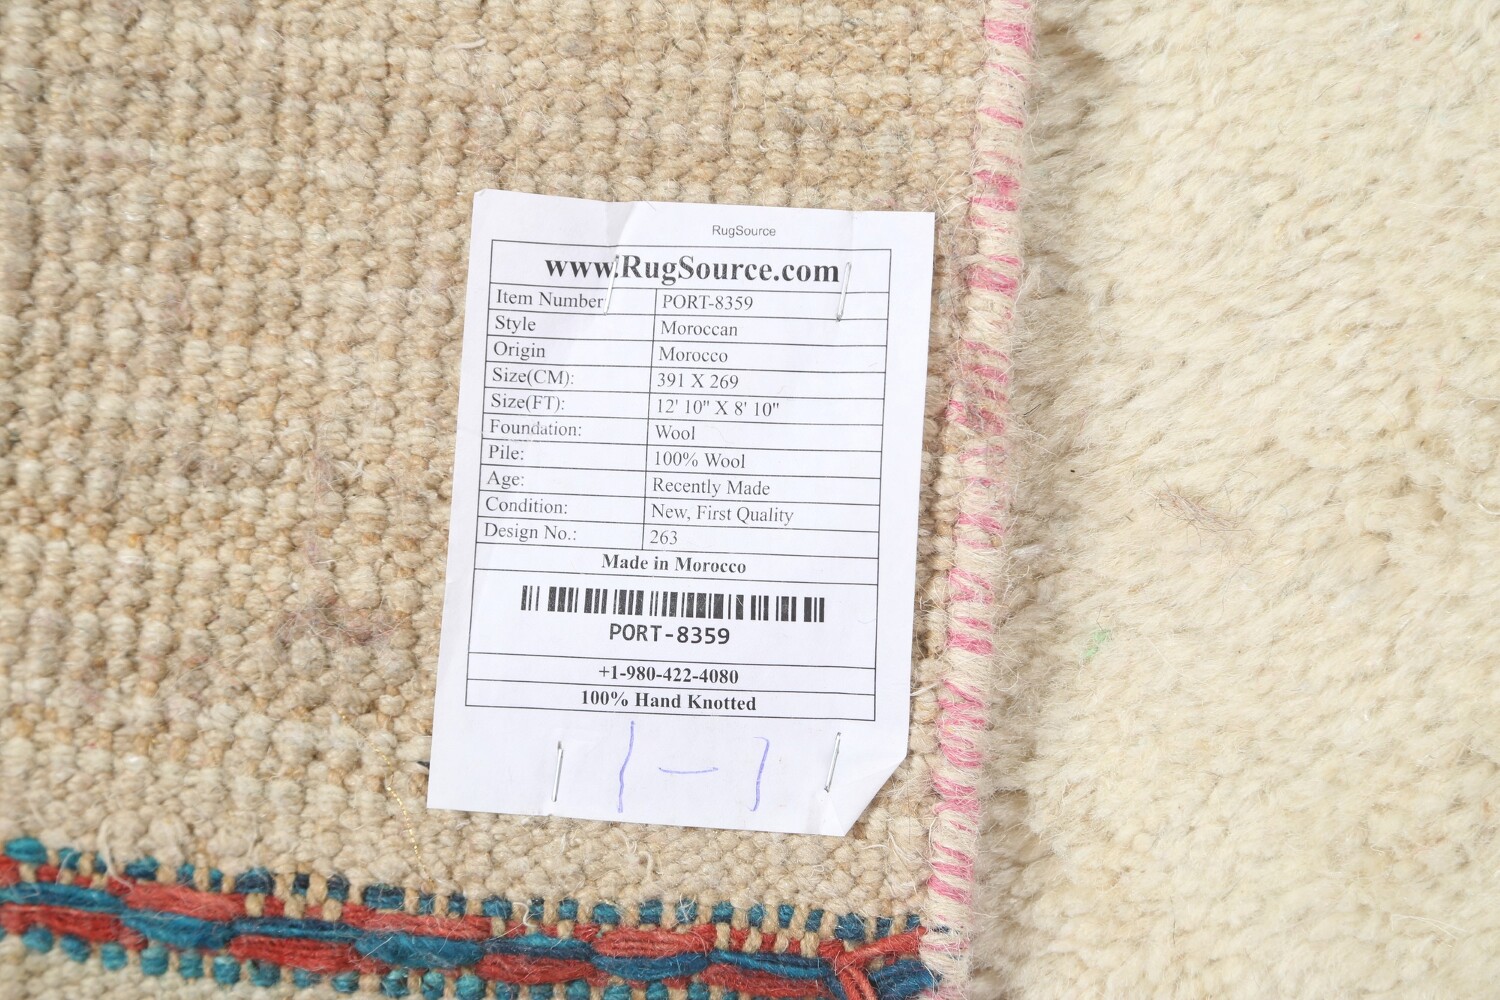 RugSource
www.RugSource.com
Item Number PORT-8359
Style Moroccan
Origin Morocco
Size(CM): 391 X 269
Size(FT): 12' 10" X 8' 10"
Foundation: Wool
Pile: 100% Wool
Age: Recently Made
Condition: New, First Quality
Design No.: 263
Made in Morocco
PORT-8359
+1-980-422-4080
100% Hand Knotted
1-1